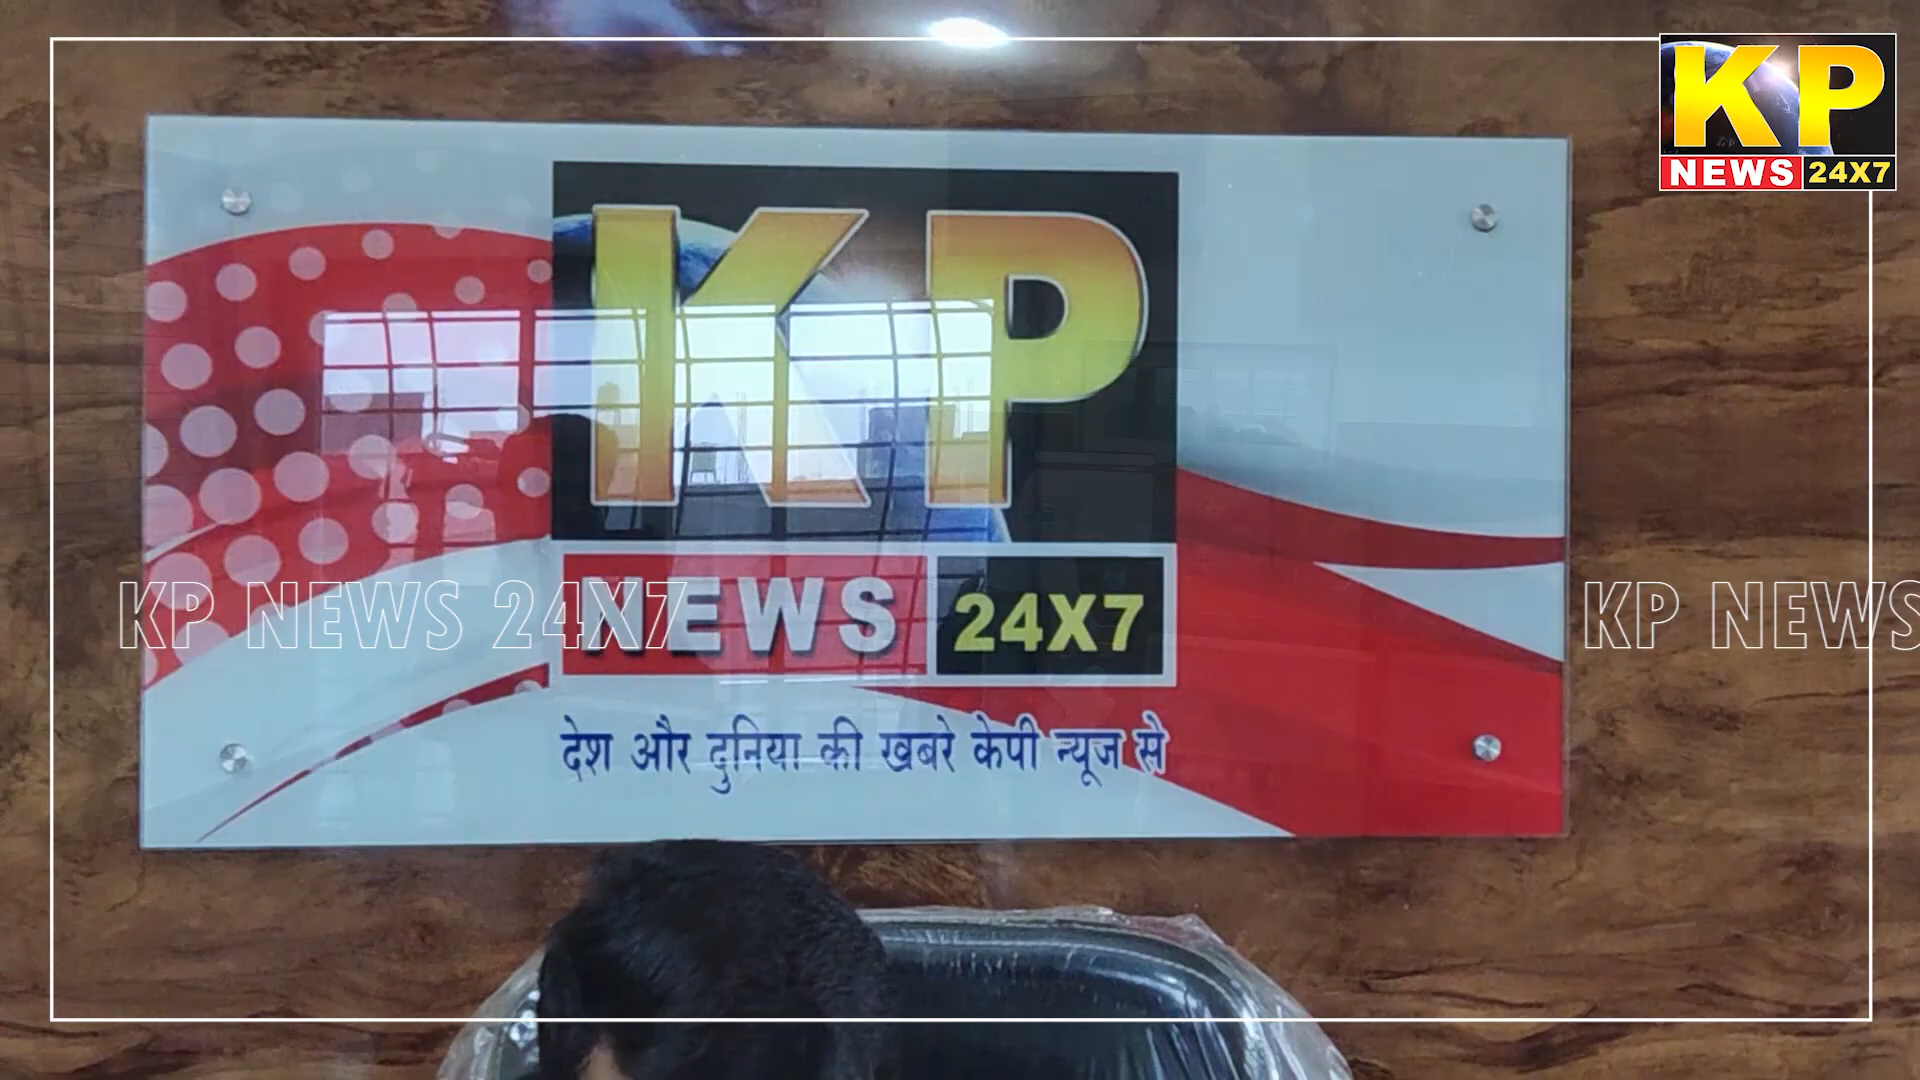 KP
NEWS 24X7
KP
NEWS 24X7
KP NEWS 24X7
KP NEWS
देश और दुनिया की खबरे केपी न्यूज से